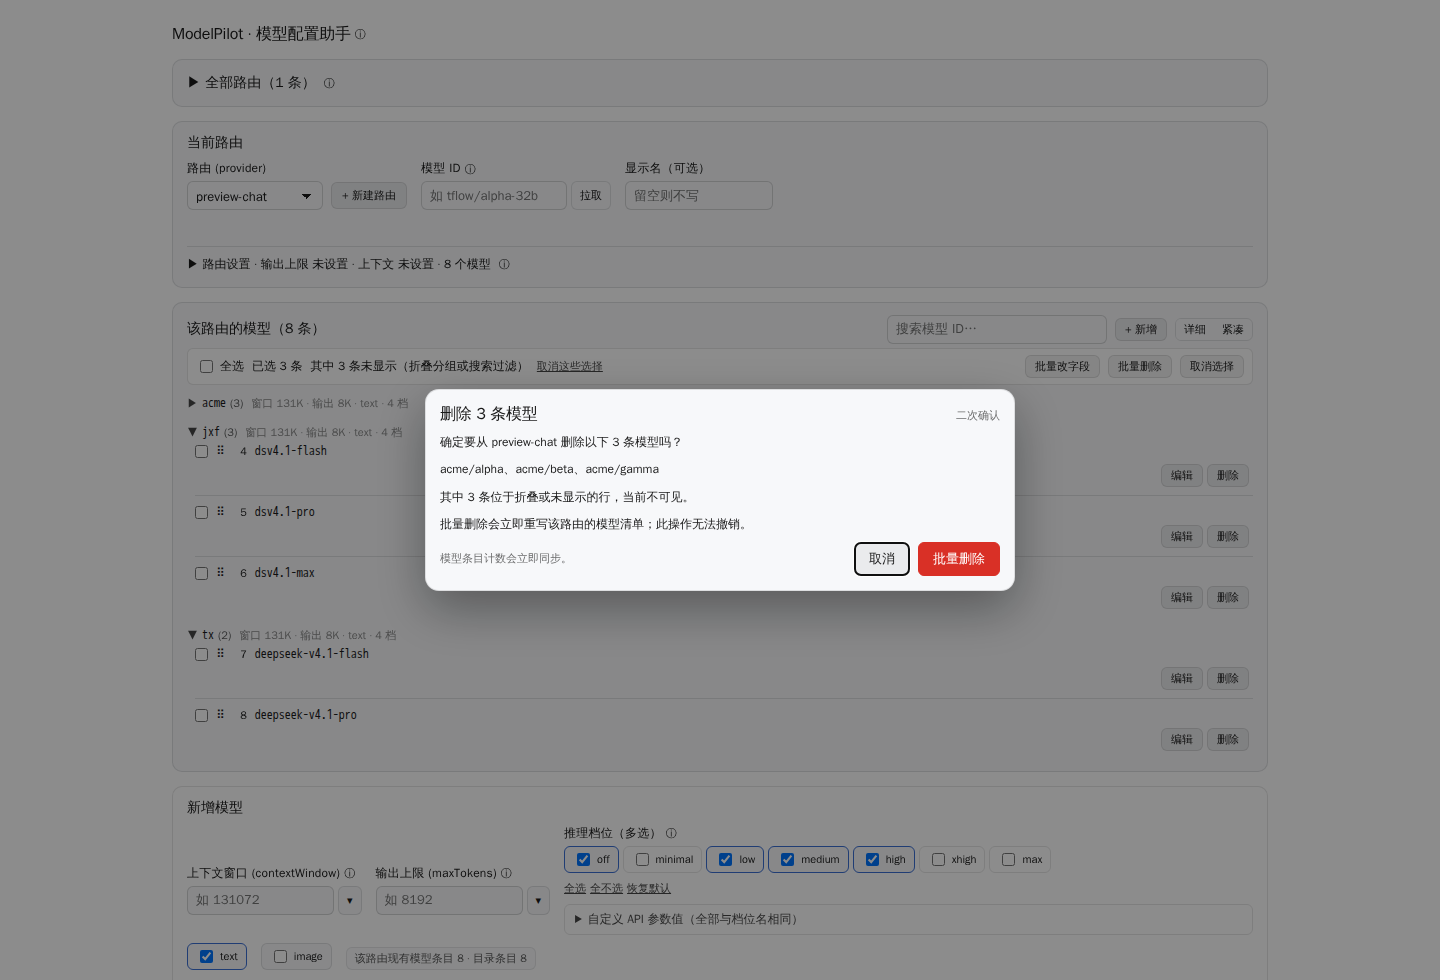 ModelPilot · 模型配置助手 ⓘ
▶ 全部路由（1 条） ⓘ
当前路由
路由 (provider) 模型 ID ⓘ 显示名（可选）
preview-chat + 新建路由 如 tflow/alpha-32b 拉取 留空则不写
▶ 路由设置 · 输出上限 未设置 · 上下文 未设置 · 8 个模型 ⓘ
该路由的模型（8 条） 搜索模型 ID… + 新增 详细 紧凑
全选 已选 3 条 其中 3 条未显示（折叠分组或搜索过滤） 取消这些选择 批量改字段 批量删除 取消选择
▶ acme (3) 窗口 131K · 输出 8K · text · 4 档
▼ jxf (3) 窗口 131K · 输出 8K · text · 4 档
4 dsv4.1-flash
编辑 删除
5 dsv4.1-pro
编辑 删除
6 dsv4.1-max
编辑 删除
▼ tx (2) 窗口 131K · 输出 8K · text · 4 档
7 deepseek-v4.1-flash
编辑 删除
8 deepseek-v4.1-pro
编辑 删除
删除 3 条模型 二次确认
确定要从 preview-chat 删除以下 3 条模型吗？
acme/alpha、acme/beta、acme/gamma
其中 3 条位于折叠或未显示的行，当前不可见。
批量删除会立即重写该路由的模型清单；此操作无法撤销。
模型条目计数会立即同步。 取消 批量删除
新增模型
推理档位（多选） ⓘ
off minimal low medium high xhigh max
上下文窗口 (contextWindow) ⓘ 输出上限 (maxTokens) ⓘ
全选 全不选 恢复默认
如 131072 ▼ 如 8192 ▼
▶ 自定义 API 参数值（全部与档位名相同）
text image 该路由现有模型条目 8 · 目录条目 8